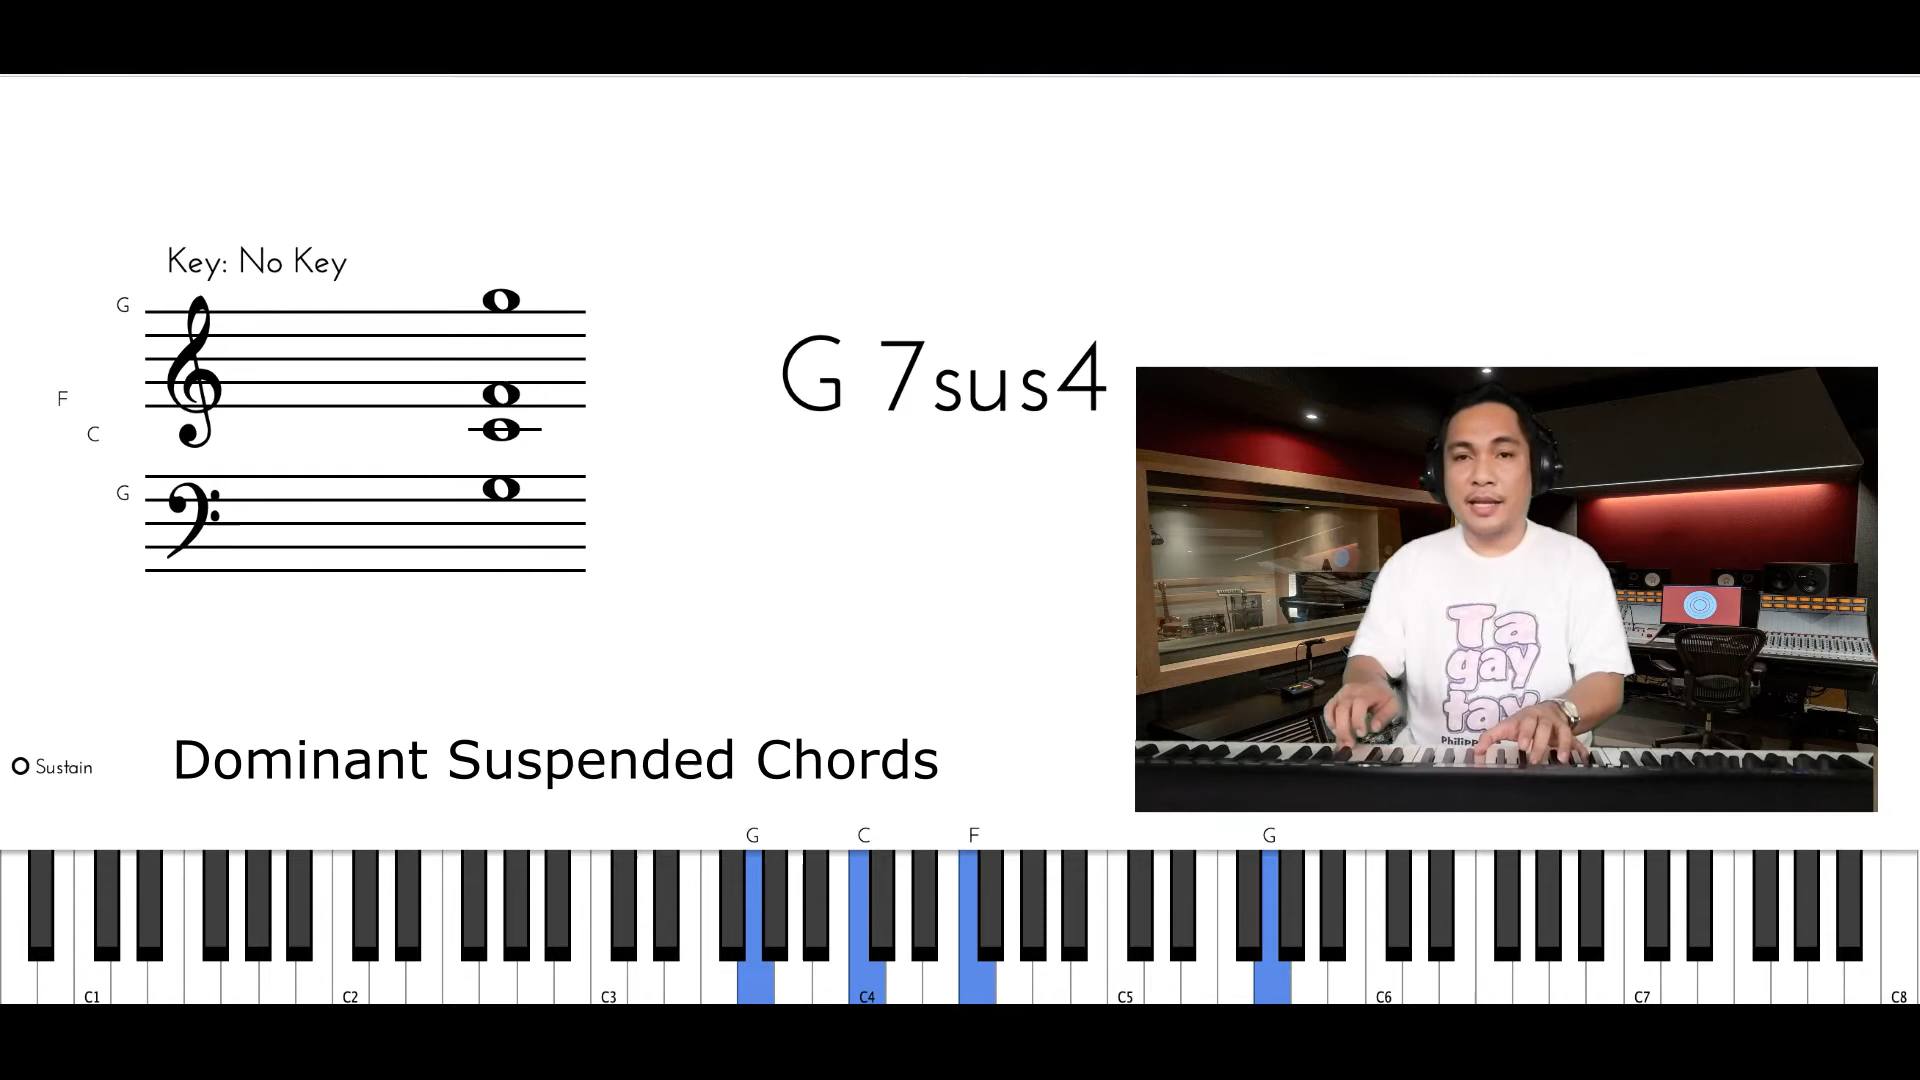 Key: No Key
G
F
C
G
G 7sus4
Ta
gay
tay
Philipp
Sustain
Dominant Suspended Chords
G C F G
C1 C2 C3 C4 C5 C6 C7 C8